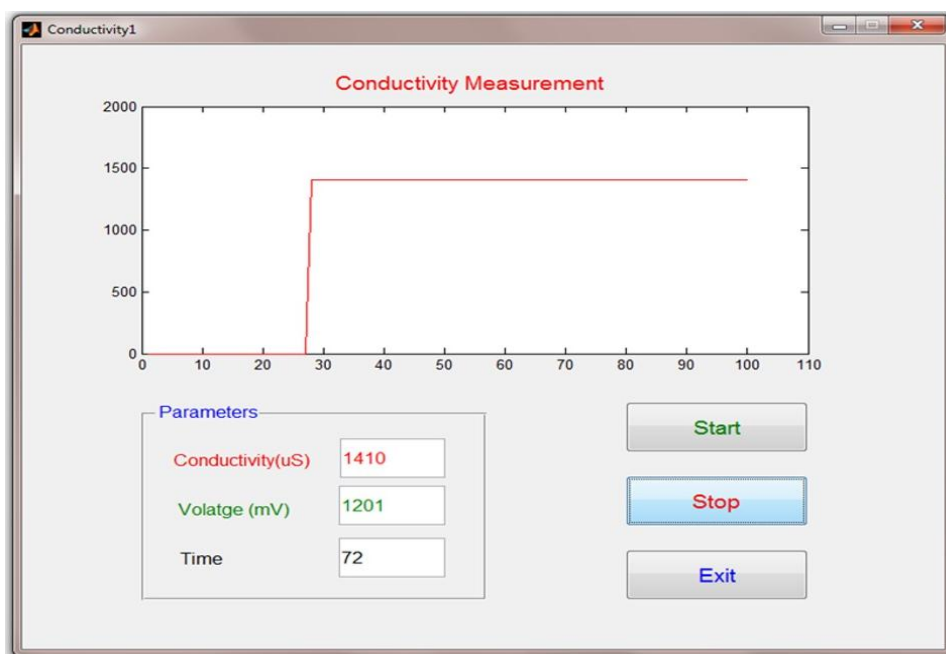 Conductivity1
Conductivity Measurement
2000
1500
1000
500
0
0 10 20 30 40 50 60 70 80 90 100 110
Parameters
Conductivity(uS) 1410
Volatge (mV) 1201
Time 72
Start
Stop
Exit